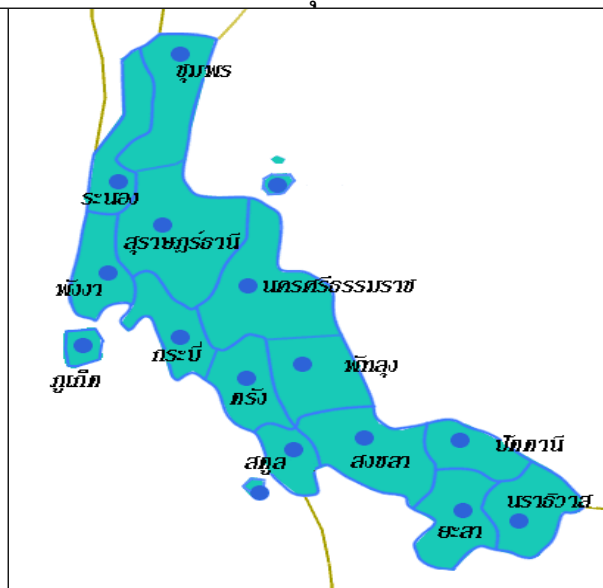 ชุมพร
ระนอง
สุราษฎร์ธานี
พังงา
นครศรีธรรมราช
กระบี่
ภูเก็ต
ตรัง
พัทลุง
สตูล
สงขลา
ปัตตานี
นราธิวาส
ยะลา